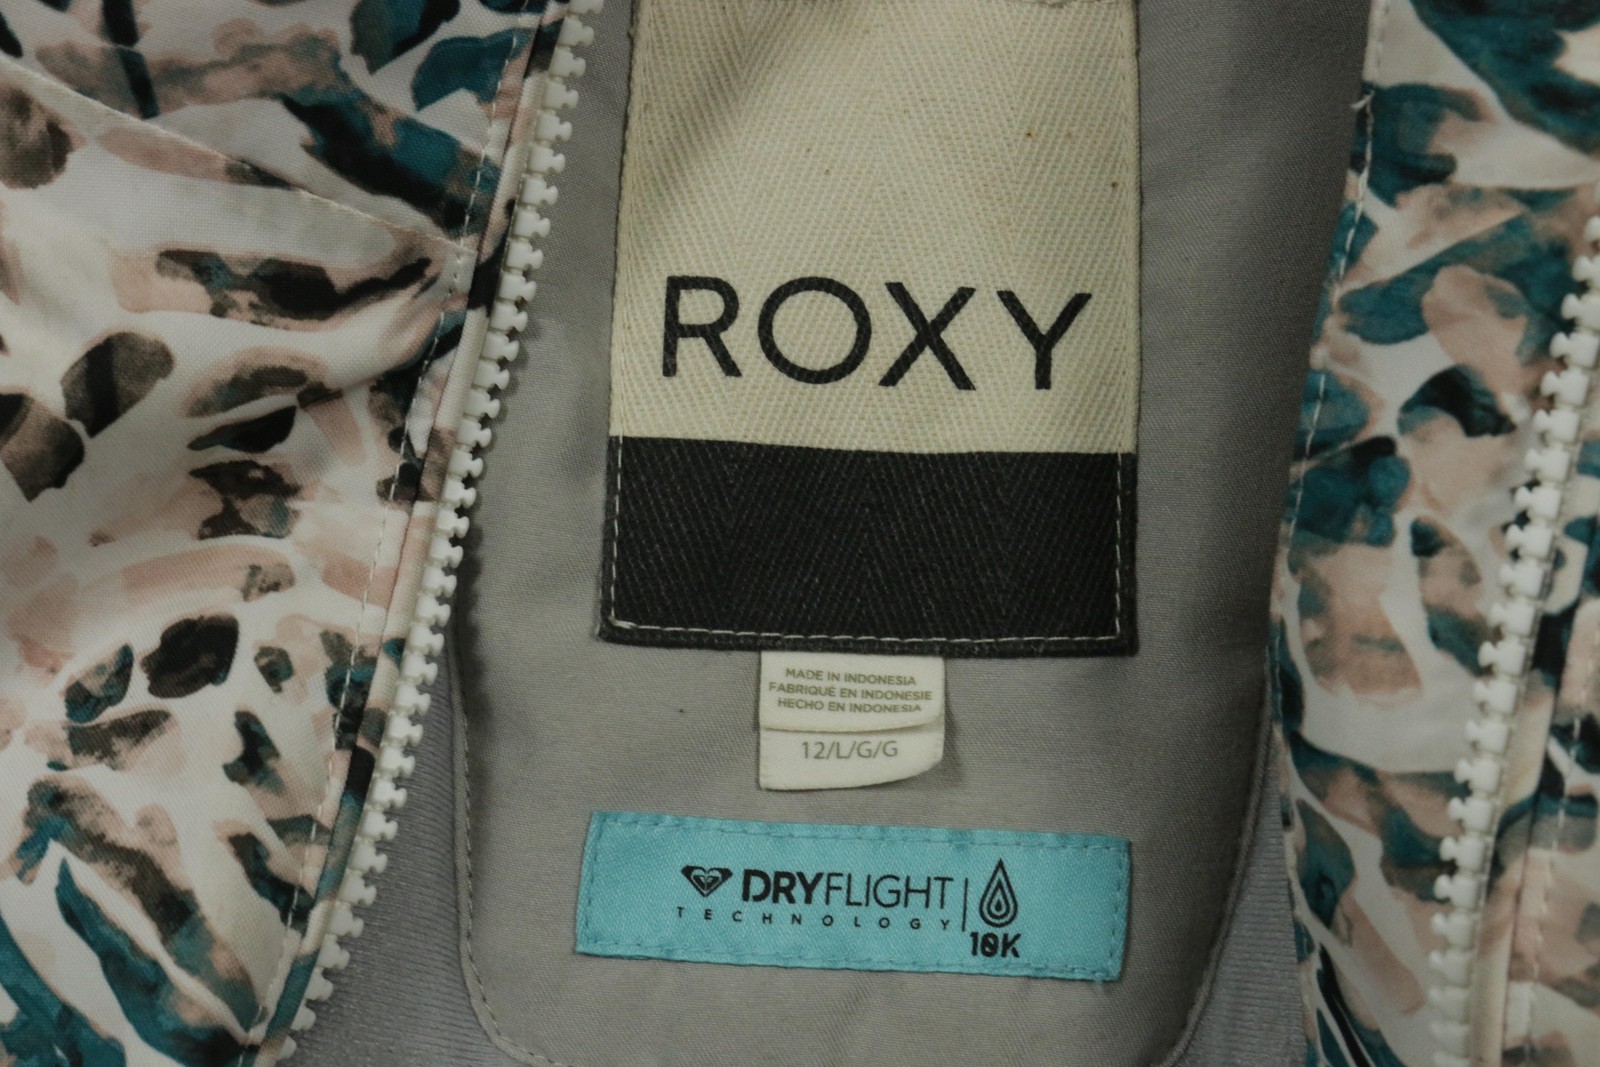 ROXY
MADE IN INDONESIA
FABRIQUÉ EN INDONESIE
HECHO EN INDONESIA
12/L/G/G
DRYFLIGHT
TECHNOLOGY
10K